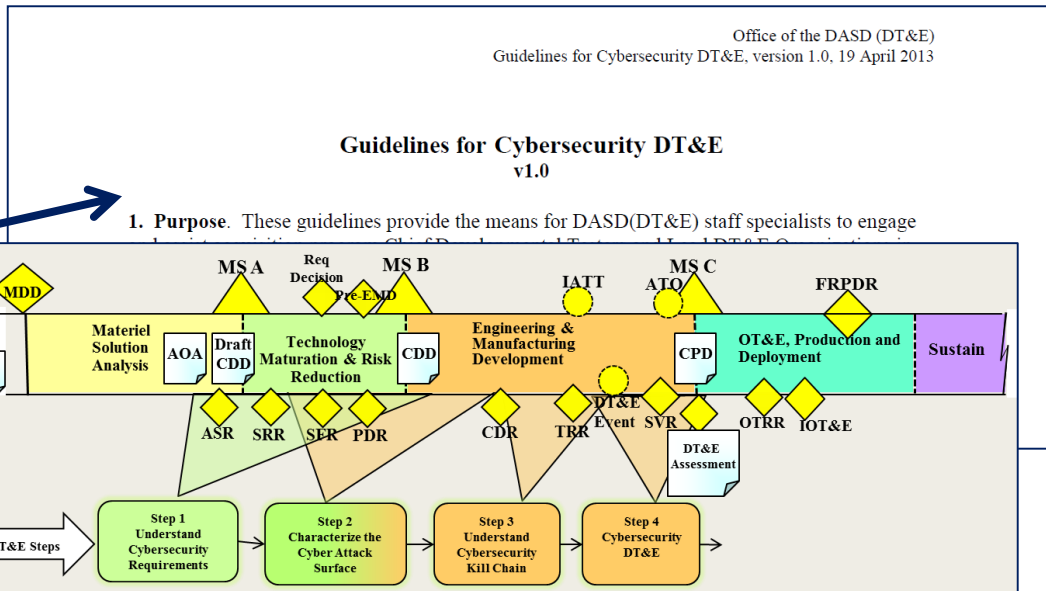 Office of the DASD (DT&E)
Guidelines for Cybersecurity DT&E, version 1.0, 19 April 2013
Guidelines for Cybersecurity DT&E
v1.0
1. Purpose. These guidelines provide the means for DASD(DT&E) staff specialists to engage
MDD
MS A
Req
Decision
Pre-EMD
MS B
IATT
ATO
MS C
FRPDR
Materiel
Solution
Analysis
AOA
Draft
CDD
Technology
Maturation & Risk
Reduction
CDD
Engineering &
Manufacturing
Development
CPD
OT&E, Production and
Deployment
Sustain
ASR
SRR
SFR
PDR
CDR
TRR
DT&E
Event
SVR
OTRR
IOT&E
DT&E
Assessment
T&E Steps
Step 1
Understand
Cybersecurity
Requirements
Step 2
Characterize the
Cyber Attack
Surface
Step 3
Understand
Cybersecurity
Kill Chain
Step 4
Cybersecurity
DT&E